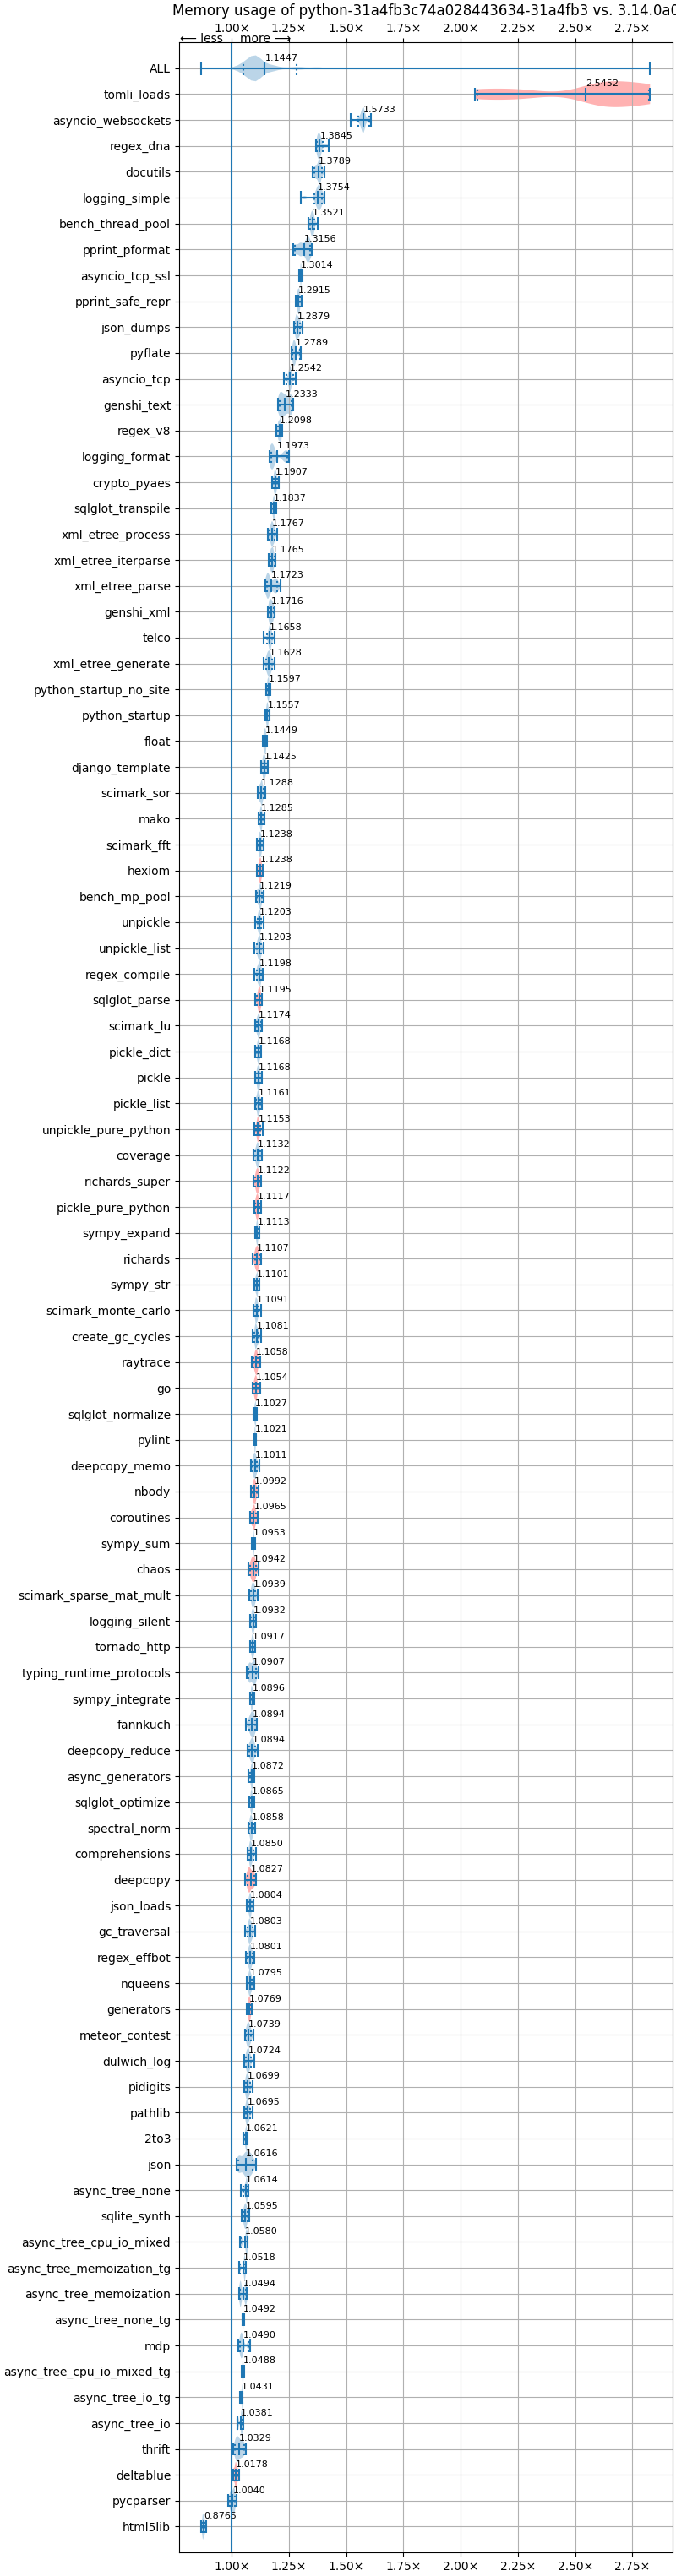 Memory usage of python-31a4fb3c74a028443634-31a4fb3 vs. 3.14.0a0
1.00× 1.25× 1.50× 1.75× 2.00× 2.25× 2.50× 2.75×
⟵ less more ⟶
ALL 1.1447
tomli_loads 2.5452
asyncio_websockets 1.5733
regex_dna 1.3845
docutils 1.3789
logging_simple 1.3754
bench_thread_pool 1.3521
pprint_pformat 1.3156
asyncio_tcp_ssl 1.3014
pprint_safe_repr 1.2915
json_dumps 1.2879
pyflate 1.2789
asyncio_tcp 1.2542
genshi_text 1.2333
regex_v8 1.2098
logging_format 1.1973
crypto_pyaes 1.1907
sqlglot_transpile 1.1837
xml_etree_process 1.1767
xml_etree_iterparse 1.1765
xml_etree_parse 1.1723
genshi_xml 1.1716
telco 1.1658
xml_etree_generate 1.1628
python_startup_no_site 1.1597
python_startup 1.1557
float 1.1449
django_template 1.1425
scimark_sor 1.1288
mako 1.1285
scimark_fft 1.1238
hexiom 1.1238
bench_mp_pool 1.1219
unpickle 1.1203
unpickle_list 1.1203
regex_compile 1.1198
sqlglot_parse 1.1195
scimark_lu 1.1174
pickle_dict 1.1168
pickle 1.1168
pickle_list 1.1161
unpickle_pure_python 1.1153
coverage 1.1132
richards_super 1.1122
pickle_pure_python 1.1117
sympy_expand 1.1113
richards 1.1107
sympy_str 1.1101
scimark_monte_carlo 1.1091
create_gc_cycles 1.1081
raytrace 1.1058
go 1.1054
sqlglot_normalize 1.1027
pylint 1.1021
deepcopy_memo 1.1011
nbody 1.0992
coroutines 1.0965
sympy_sum 1.0953
chaos 1.0942
scimark_sparse_mat_mult 1.0939
logging_silent 1.0932
tornado_http 1.0917
typing_runtime_protocols 1.0907
sympy_integrate 1.0896
fannkuch 1.0894
deepcopy_reduce 1.0894
async_generators 1.0872
sqlglot_optimize 1.0865
spectral_norm 1.0858
comprehensions 1.0850
deepcopy 1.0827
json_loads 1.0804
gc_traversal 1.0803
regex_effbot 1.0801
nqueens 1.0795
generators 1.0769
meteor_contest 1.0739
dulwich_log 1.0724
pidigits 1.0699
pathlib 1.0695
2to3 1.0621
json 1.0616
async_tree_none 1.0614
sqlite_synth 1.0595
async_tree_cpu_io_mixed 1.0580
async_tree_memoization_tg 1.0518
async_tree_memoization 1.0494
async_tree_none_tg 1.0492
mdp 1.0490
async_tree_cpu_io_mixed_tg 1.0488
async_tree_io_tg 1.0431
async_tree_io 1.0381
thrift 1.0329
deltablue 1.0178
pycparser 1.0040
html5lib 0.8765
1.00× 1.25× 1.50× 1.75× 2.00× 2.25× 2.50× 2.75×